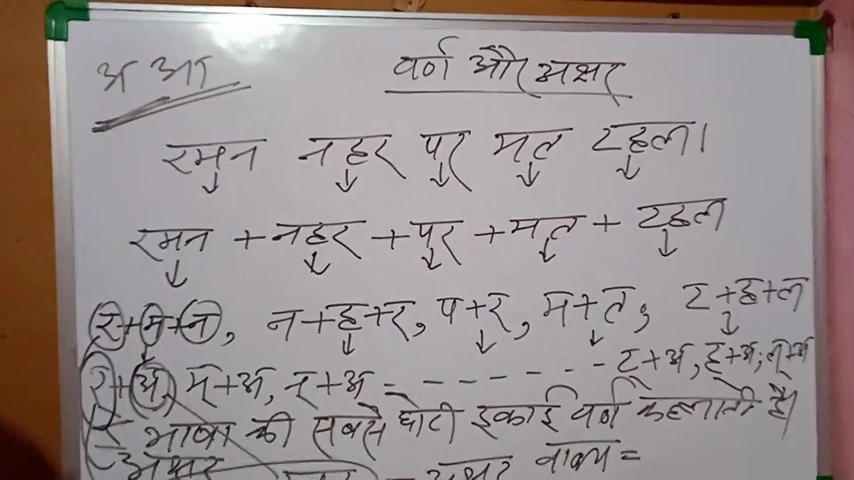 अ आ
वर्ण और अक्षर
रमन नहर पर मत टहल।
रमन + नहर + पर + मत + टहल
र+म+न, न+ह+र, प+र, म+त, ट+ह+ल
र्+अ, म्+अ, न्+अ = - - - - - - - ट्+अ, ह्+अ, ल्+अ
भाषा की सबसे छोटी इकाई वर्ण कहलाती है।
अक्षर वाक्य =